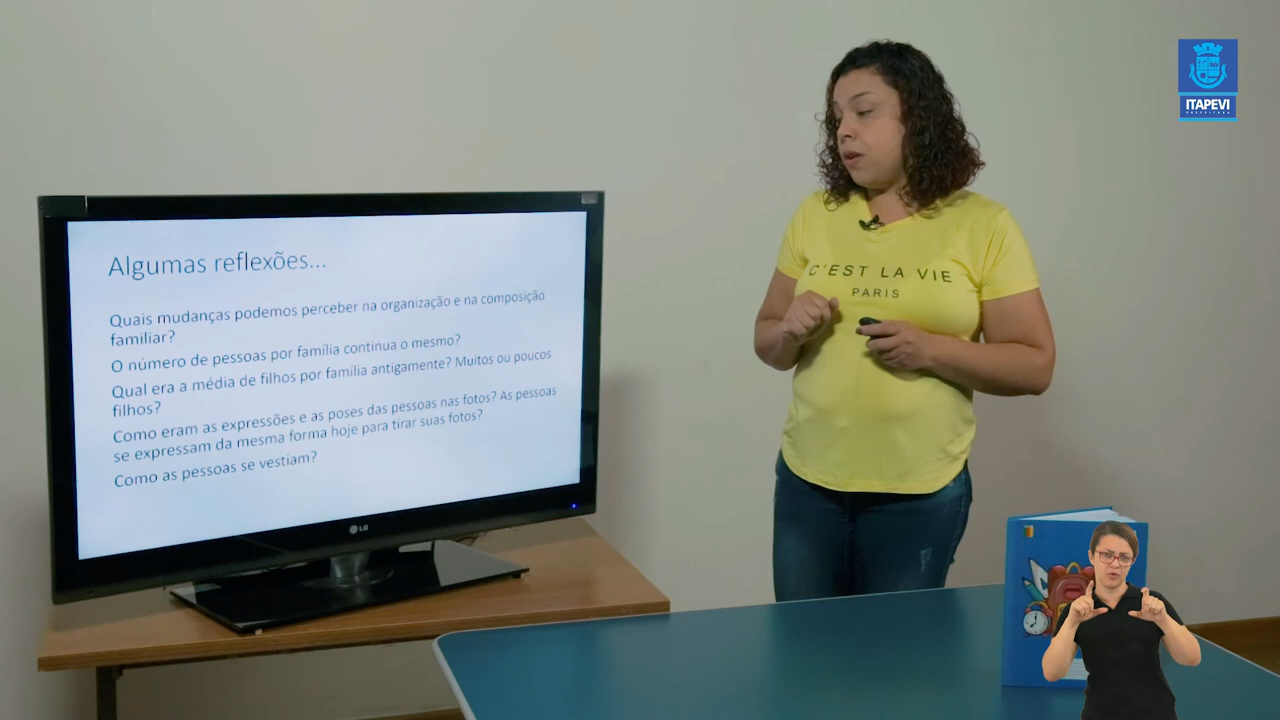 Algumas reflexões...
Quais mudanças podemos perceber na organização e na composição
familiar?
O número de pessoas por família continua o mesmo?
Qual era a média de filhos por família antigamente? Muitos ou poucos
filhos?
Como eram as expressões e as poses das pessoas nas fotos? As pessoas
se expressam da mesma forma hoje para tirar suas fotos?
Como as pessoas se vestiam?
LG
C'EST LA VIE
PARIS
ITAPEVI
PREFEITURA